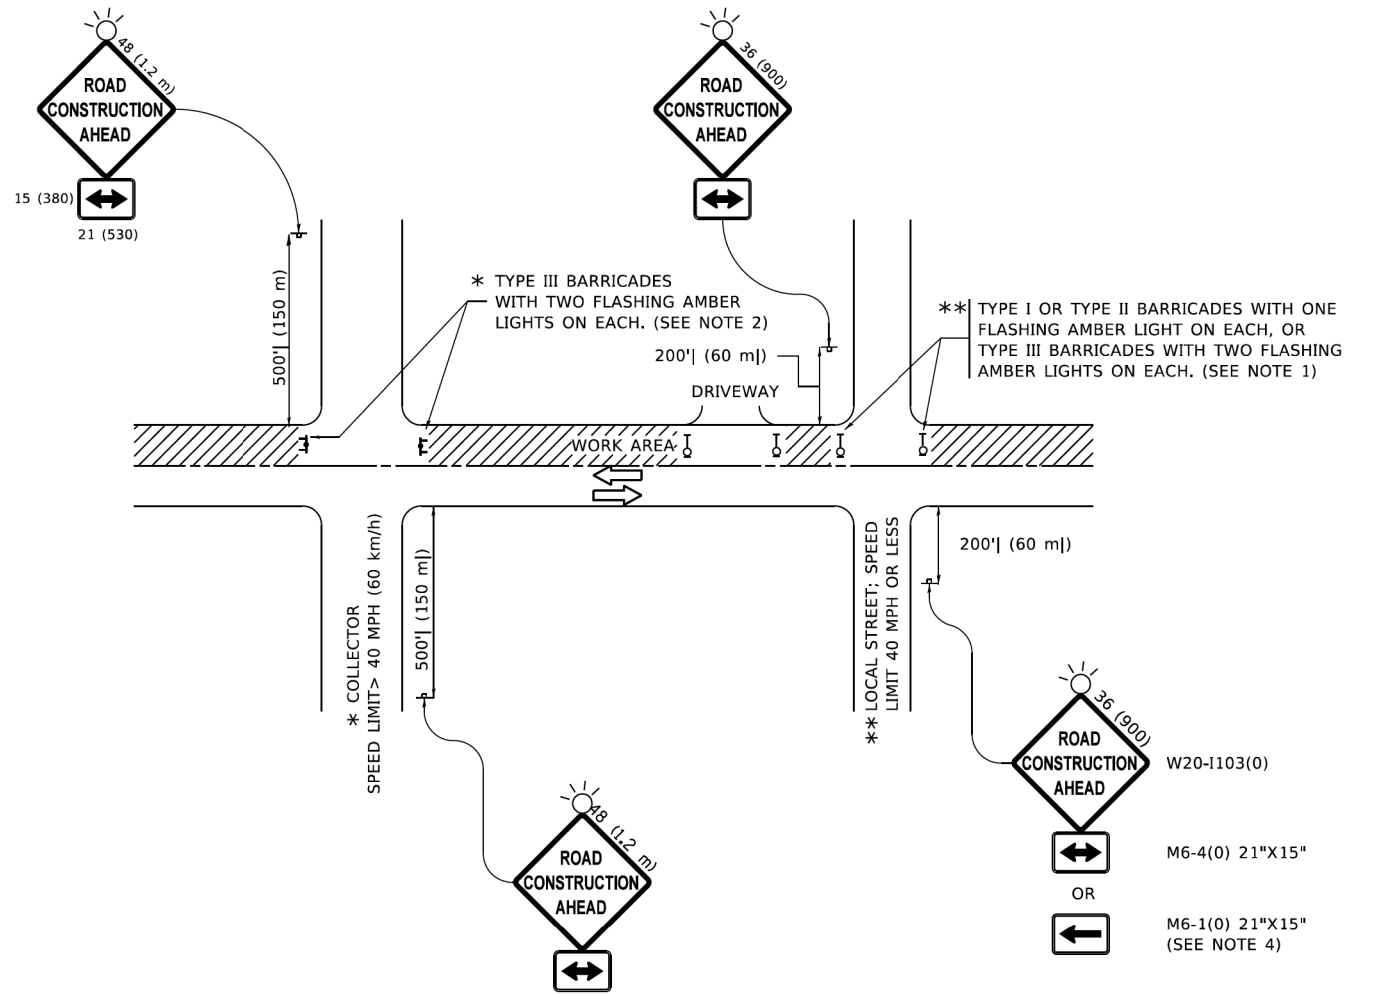 48 (1.2 m)
ROAD
CONSTRUCTION
AHEAD
15 (380)
21 (530)
500'| (150 m)
36 (900)
ROAD
CONSTRUCTION
AHEAD
* TYPE III BARRICADES
WITH TWO FLASHING AMBER
LIGHTS ON EACH. (SEE NOTE 2)
200'| (60 m|)
DRIVEWAY
** TYPE I OR TYPE II BARRICADES WITH ONE
FLASHING AMBER LIGHT ON EACH, OR
TYPE III BARRICADES WITH TWO FLASHING
AMBER LIGHTS ON EACH. (SEE NOTE 1)
WORK AREA
* COLLECTOR
SPEED LIMIT> 40 MPH (60 km/h)
500'| (150 m|)
** LOCAL STREET; SPEED
LIMIT 40 MPH OR LESS
200'| (60 m|)
48 (1.2 m)
ROAD
CONSTRUCTION
AHEAD
36 (900)
ROAD
CONSTRUCTION
AHEAD
W20-I103(0)
M6-4(0) 21"X15"
OR
M6-1(0) 21"X15"
(SEE NOTE 4)